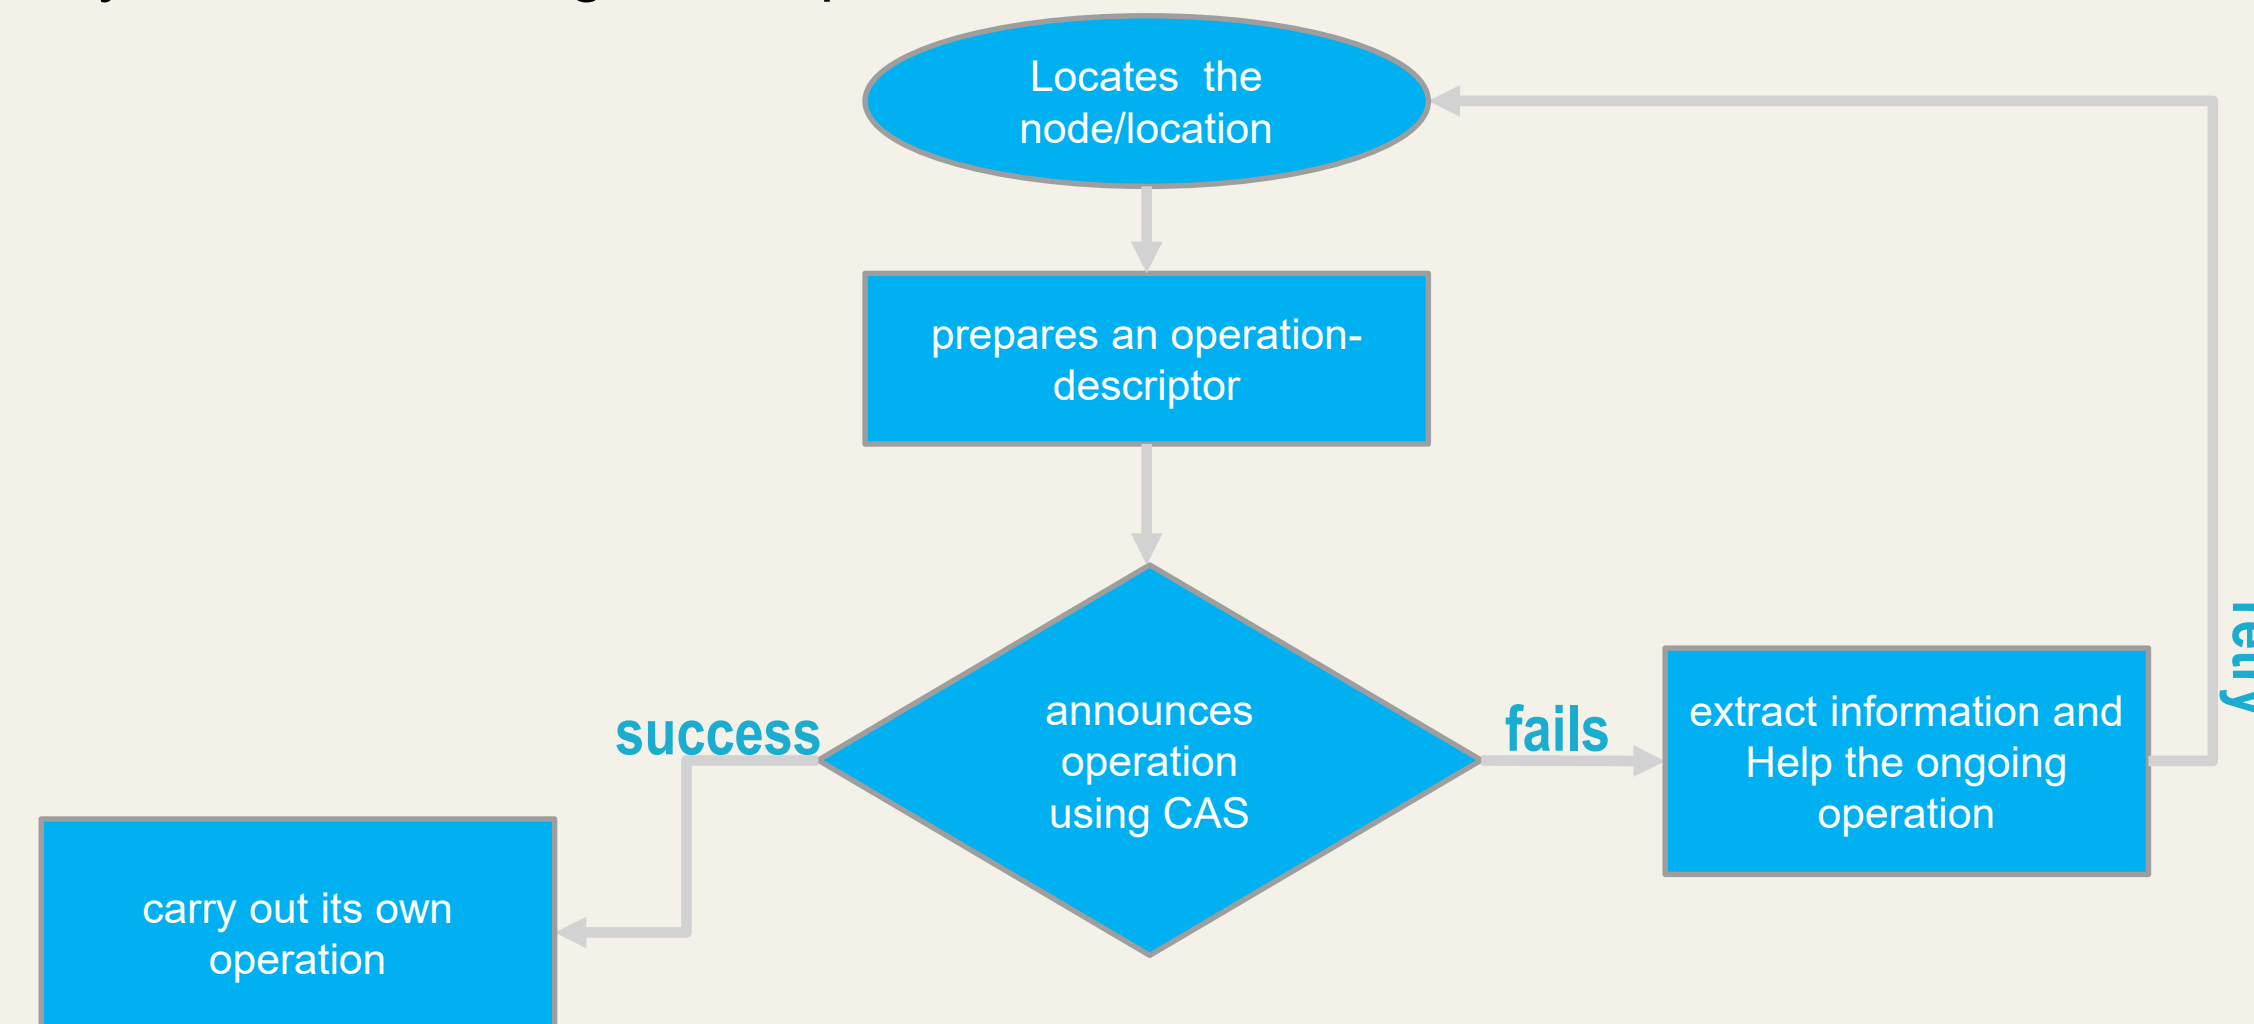 Locates the
node/location
prepares an operation-
descriptor
announces
operation
using CAS
success
fails
extract information and
Help the ongoing
operation
retry
carry out its own
operation